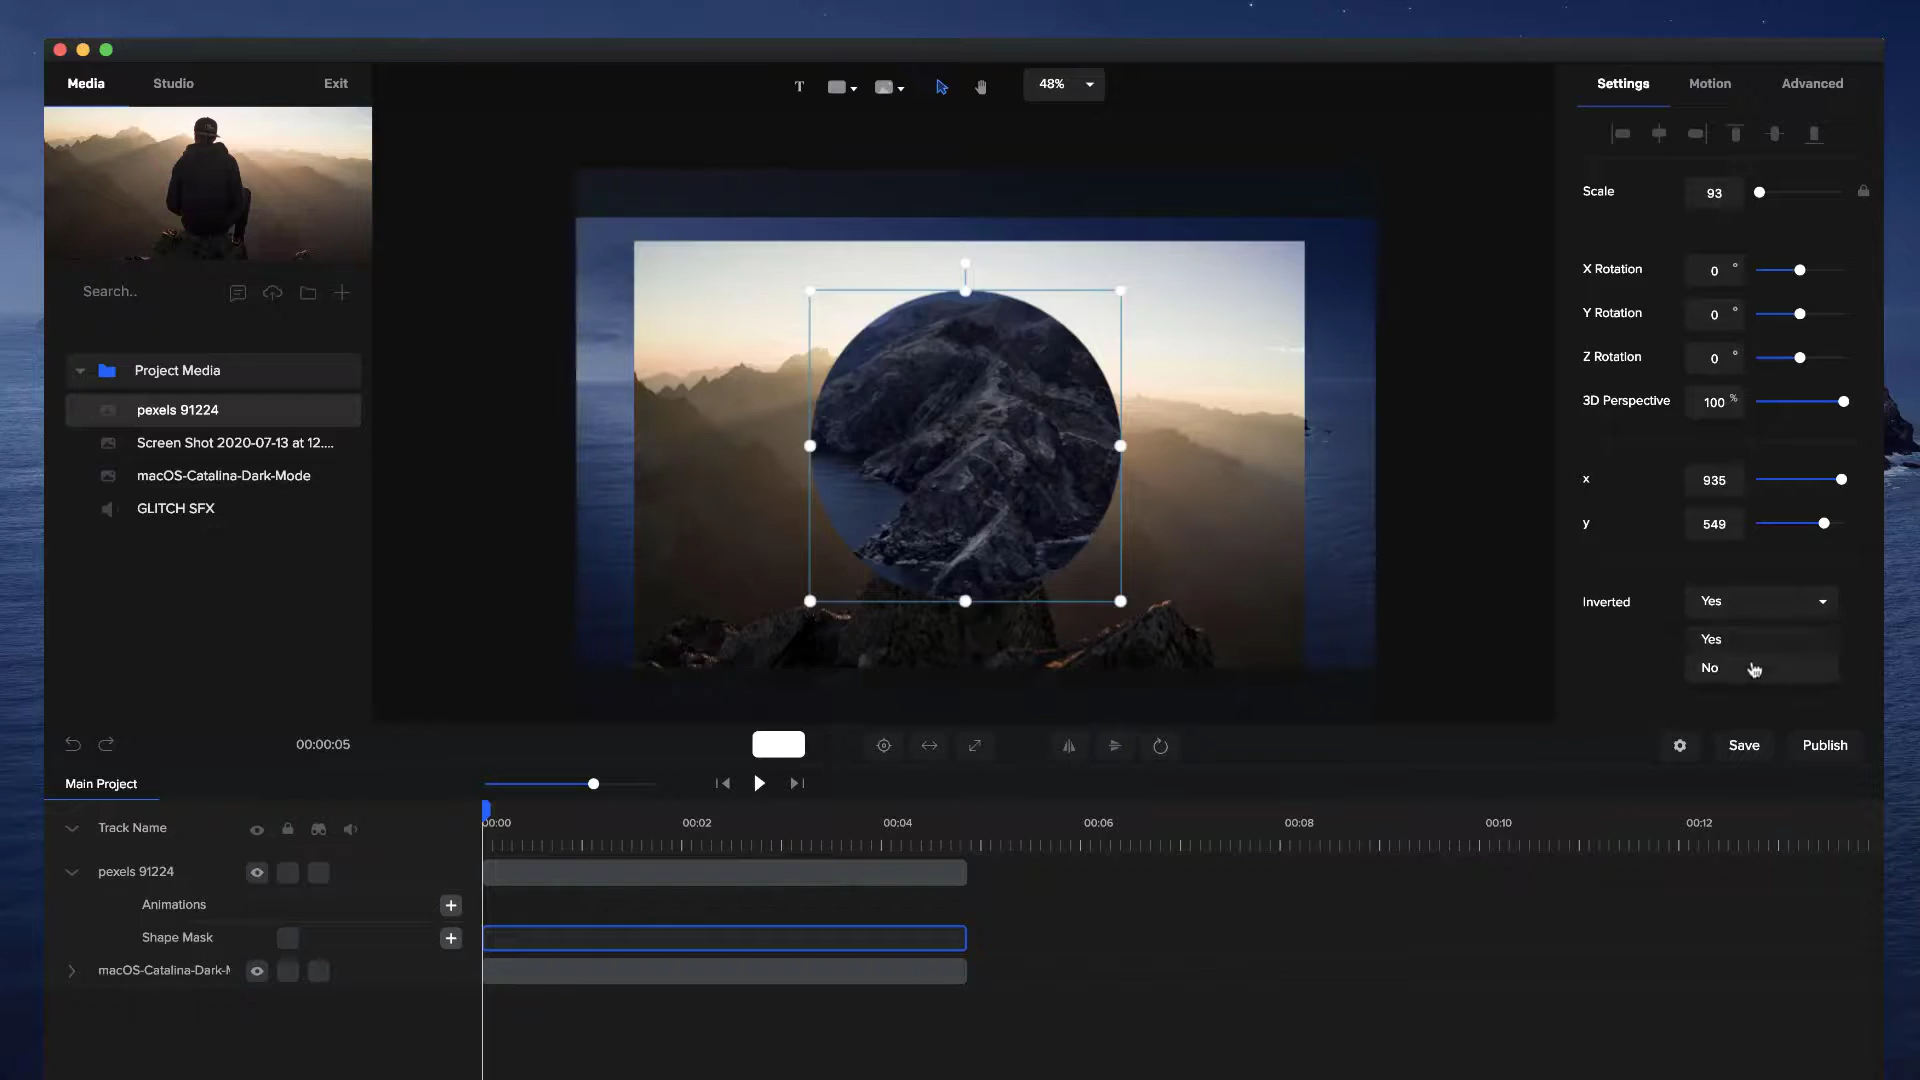 Media
Studio
Exit
T
48%
Settings
Motion
Advanced
Search..
Project Media
pexels 91224
Screen Shot 2020-07-13 at 12....
macOS-Catalina-Dark-Mode
GLITCH SFX
Scale
93
X Rotation
0 °
Y Rotation
0 °
Z Rotation
0 °
3D Perspective
100 %
x
935
y
549
Inverted
Yes
Yes
No
00:00:05
Save
Publish
Main Project
Track Name
00:00
00:02
00:04
00:06
00:08
00:10
00:12
pexels 91224
Animations
Shape Mask
macOS-Catalina-Dark-M